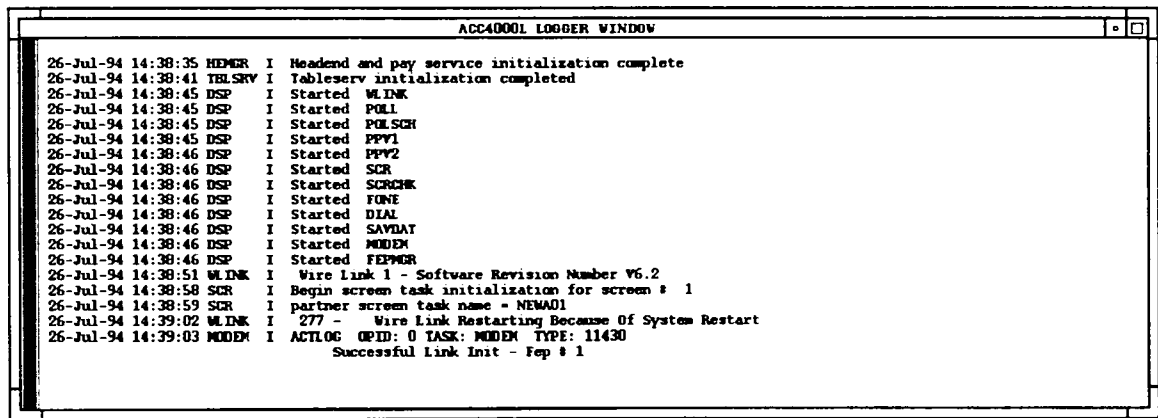 ACC4000L LOGGER WINDOW
26-Jul-94 14:38:35 HEMGR I Headend and pay service initialization complete
26-Jul-94 14:38:41 TBLSRV I Tableserv initialization completed
26-Jul-94 14:38:45 DSP I Started WLINK
26-Jul-94 14:38:45 DSP I Started POLL
26-Jul-94 14:38:45 DSP I Started POLSCH
26-Jul-94 14:38:45 DSP I Started PPV1
26-Jul-94 14:38:46 DSP I Started PPV2
26-Jul-94 14:38:46 DSP I Started SCR
26-Jul-94 14:38:46 DSP I Started SCRCHK
26-Jul-94 14:38:46 DSP I Started FONE
26-Jul-94 14:38:46 DSP I Started DIAL
26-Jul-94 14:38:46 DSP I Started SAVDAT
26-Jul-94 14:38:46 DSP I Started MODEM
26-Jul-94 14:38:46 DSP I Started FEPMGR
26-Jul-94 14:38:51 WLINK I Wire Link 1 - Software Revision Number V6.2
26-Jul-94 14:38:58 SCR I Begin screen task initialization for screen # 1
26-Jul-94 14:38:59 SCR I partner screen task name = NEWA01
26-Jul-94 14:39:02 WLINK I 277 - Wire Link Restarting Because Of System Restart
26-Jul-94 14:39:03 MODEM I ACTLOG OPID: 0 TASK: MODEM TYPE: 11430
Successful Link Init - Fep # 1